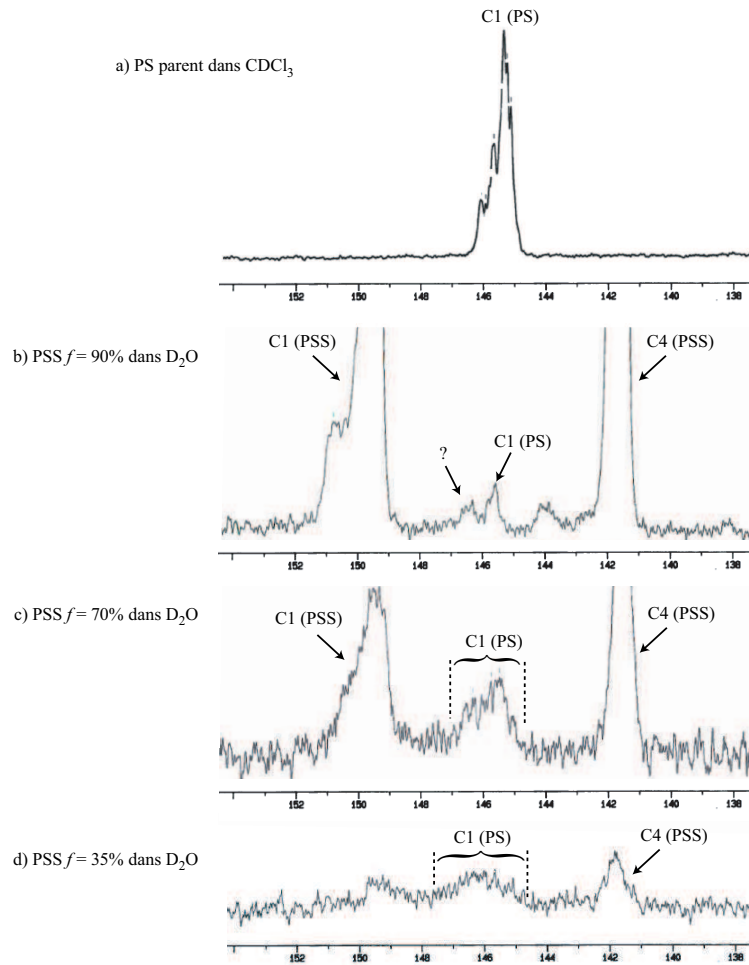 C1 (PS)
a) PS parent dans CDCl3
152 150 148 146 144 142 140 138
b) PSS f = 90% dans D2O
C1 (PSS)
C4 (PSS)
?
C1 (PS)
152 150 148 146 144 142 140 138
c) PSS f = 70% dans D2O
C1 (PSS)
C1 (PS)
C4 (PSS)
152 150 148 146 144 142 140 138
d) PSS f = 35% dans D2O
C1 (PS)
C4 (PSS)
152 150 148 146 144 142 140 138